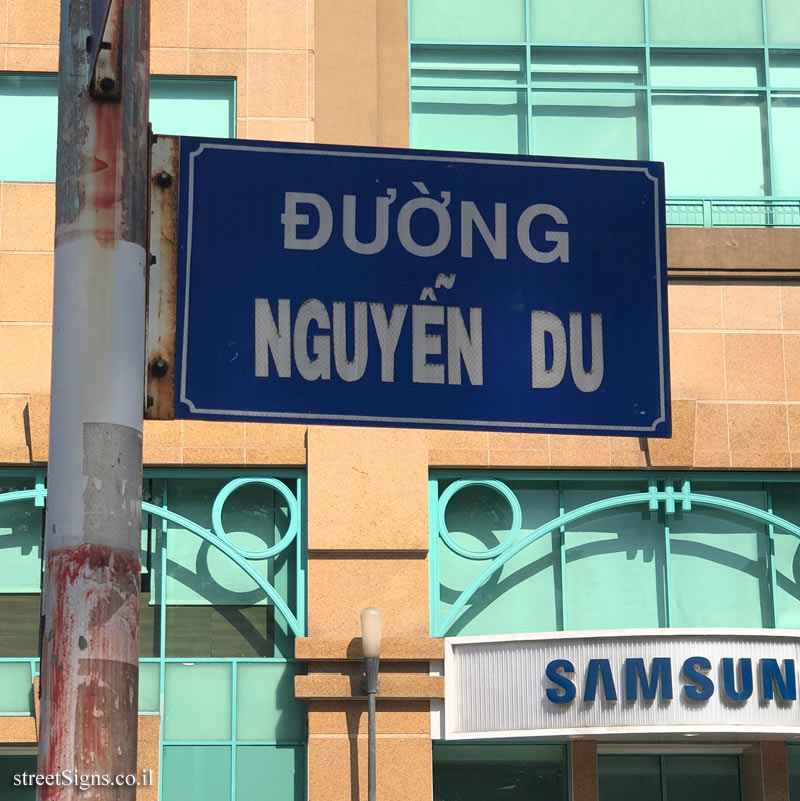 ĐƯỜNG
NGUYỄN DU
SAMSUN
streetSigns.co.il